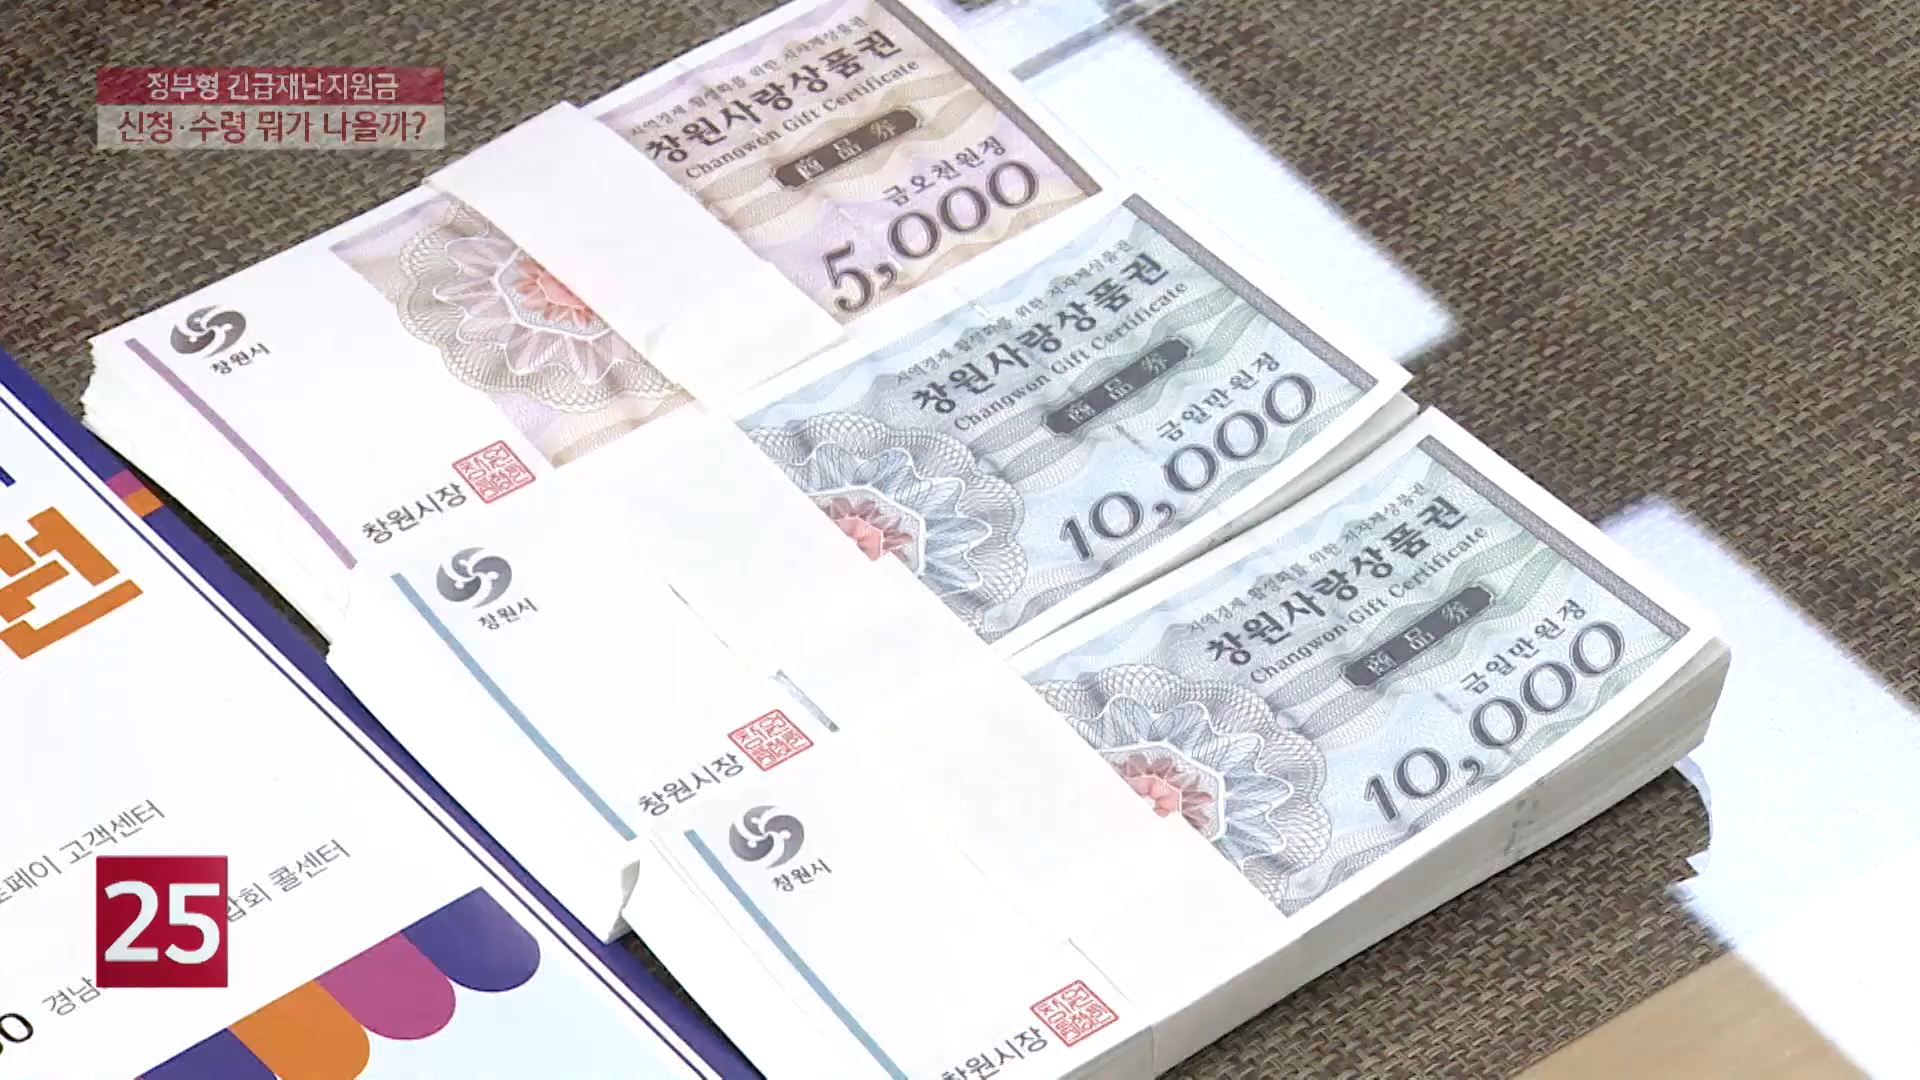 정부형 긴급재난지원금
신청·수령 뭐가 나올까?
지역경제 활성화를 위한 지자체상품권
창원사랑상품권
Changwon Gift Certificate
商品券
금오천원정
5,000
창원시
창원시장
지역경제 활성화를 위한 지자체상품권
창원사랑상품권
Changwon Gift Certificate
商品券
금일만원정
10,000
창원시
창원시장
지역경제 활성화를 위한 지자체상품권
창원사랑상품권
Changwon Gift Certificate
商品券
금일만원정
10,000
창원시
창원시장
권
페이 고객센터
합회 콜센터
경남
25